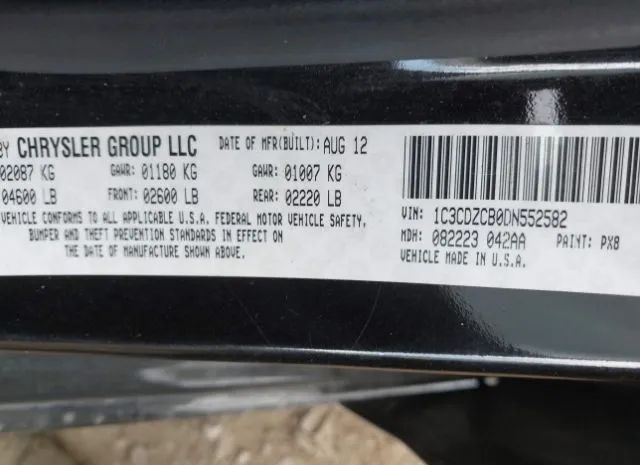 BY CHRYSLER GROUP LLC DATE OF MFR(BUILT): AUG 12
02087 KG GAWR: 01180 KG GAWR: 01007 KG
04600 LB FRONT: 02600 LB REAR: 02220 LB
VEHICLE CONFORMS TO ALL APPLICABLE U.S.A. FEDERAL MOTOR VEHICLE SAFETY,
BUMPER AND THEFT PREVENTION STANDARDS IN EFFECT ON
THE DATE OF MANUFACTURE SHOWN ABOVE.
VIN: 1C3CDZCB0DN552582
MDH: 082223 042AA PAINT: PX8
VEHICLE MADE IN U.S.A.